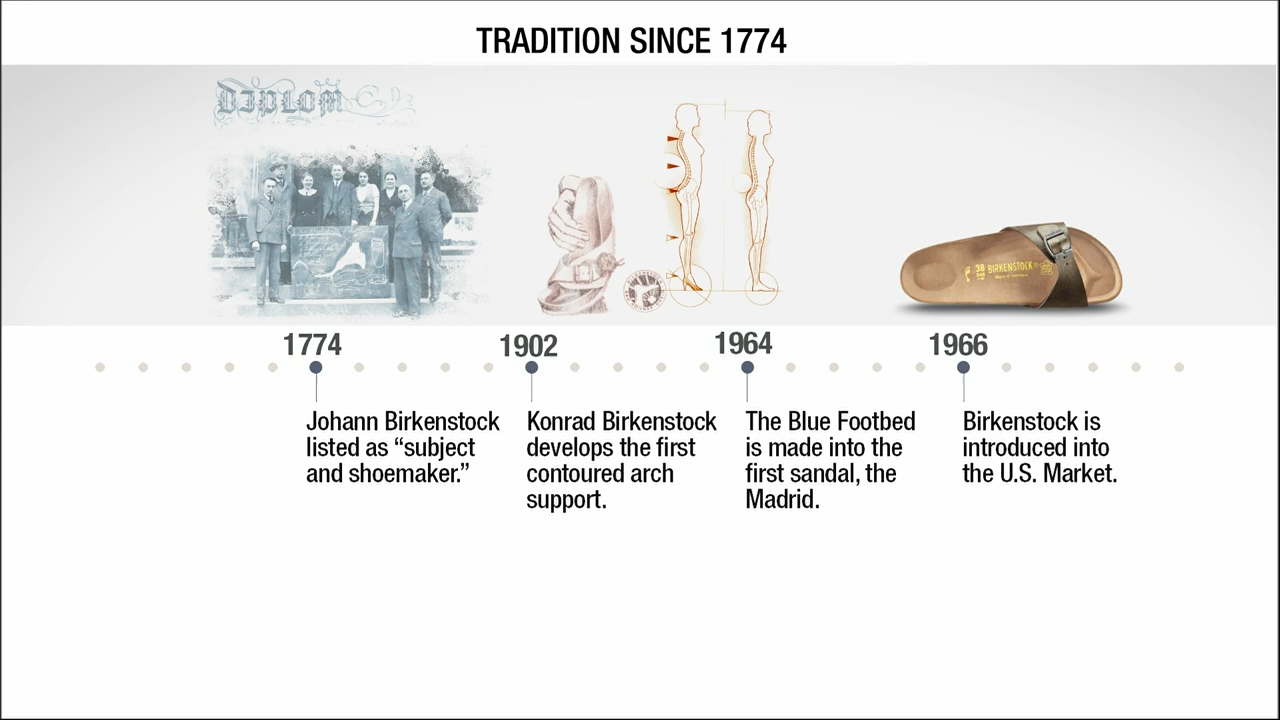 TRADITION SINCE 1774
Diplom
38
BIRKENSTOCK
1774
1902
1964
1966
Johann Birkenstock
listed as “subject
and shoemaker.”
Konrad Birkenstock
develops the first
contoured arch
support.
The Blue Footbed
is made into the
first sandal, the
Madrid.
Birkenstock is
introduced into
the U.S. Market.